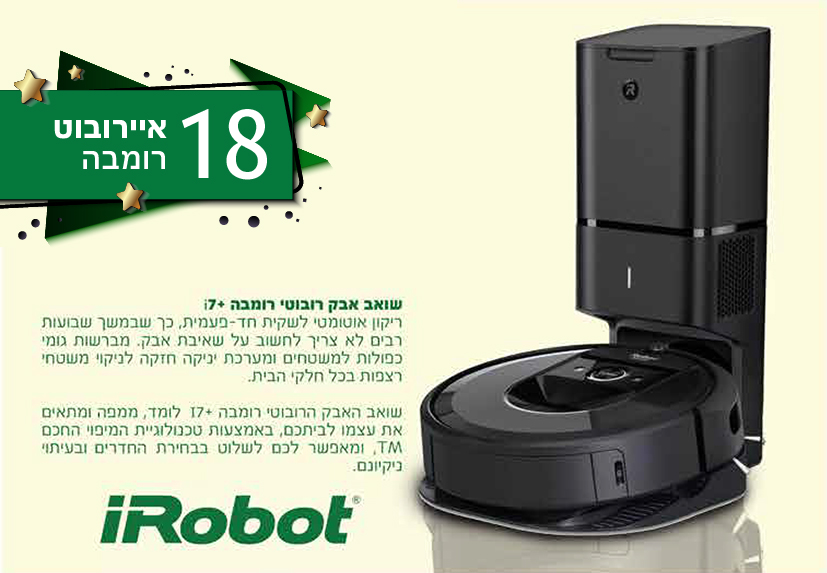 18 איירובוט
רומבה
שואב אבק רובוטי רומבה +i7
ריקון אוטומטי לשקית חד-פעמית, כך שבמשך שבועות
רבים לא צריך לחשוב על שאיבת אבק. מברשות גומי
כפולות למשטחים ומערכת יניקה חזקה לניקוי משטחי
רצפות בכל חלקי הבית.
שואב האבק הרובוטי רומבה +I7 לומד, ממפה ומתאים
את עצמו לביתכם, באמצעות טכנולוגיית המיפוי החכם
TM, ומאפשר לכם לשלוט בבחירת החדרים ובעיתוי
ניקיונם.
iRobot®